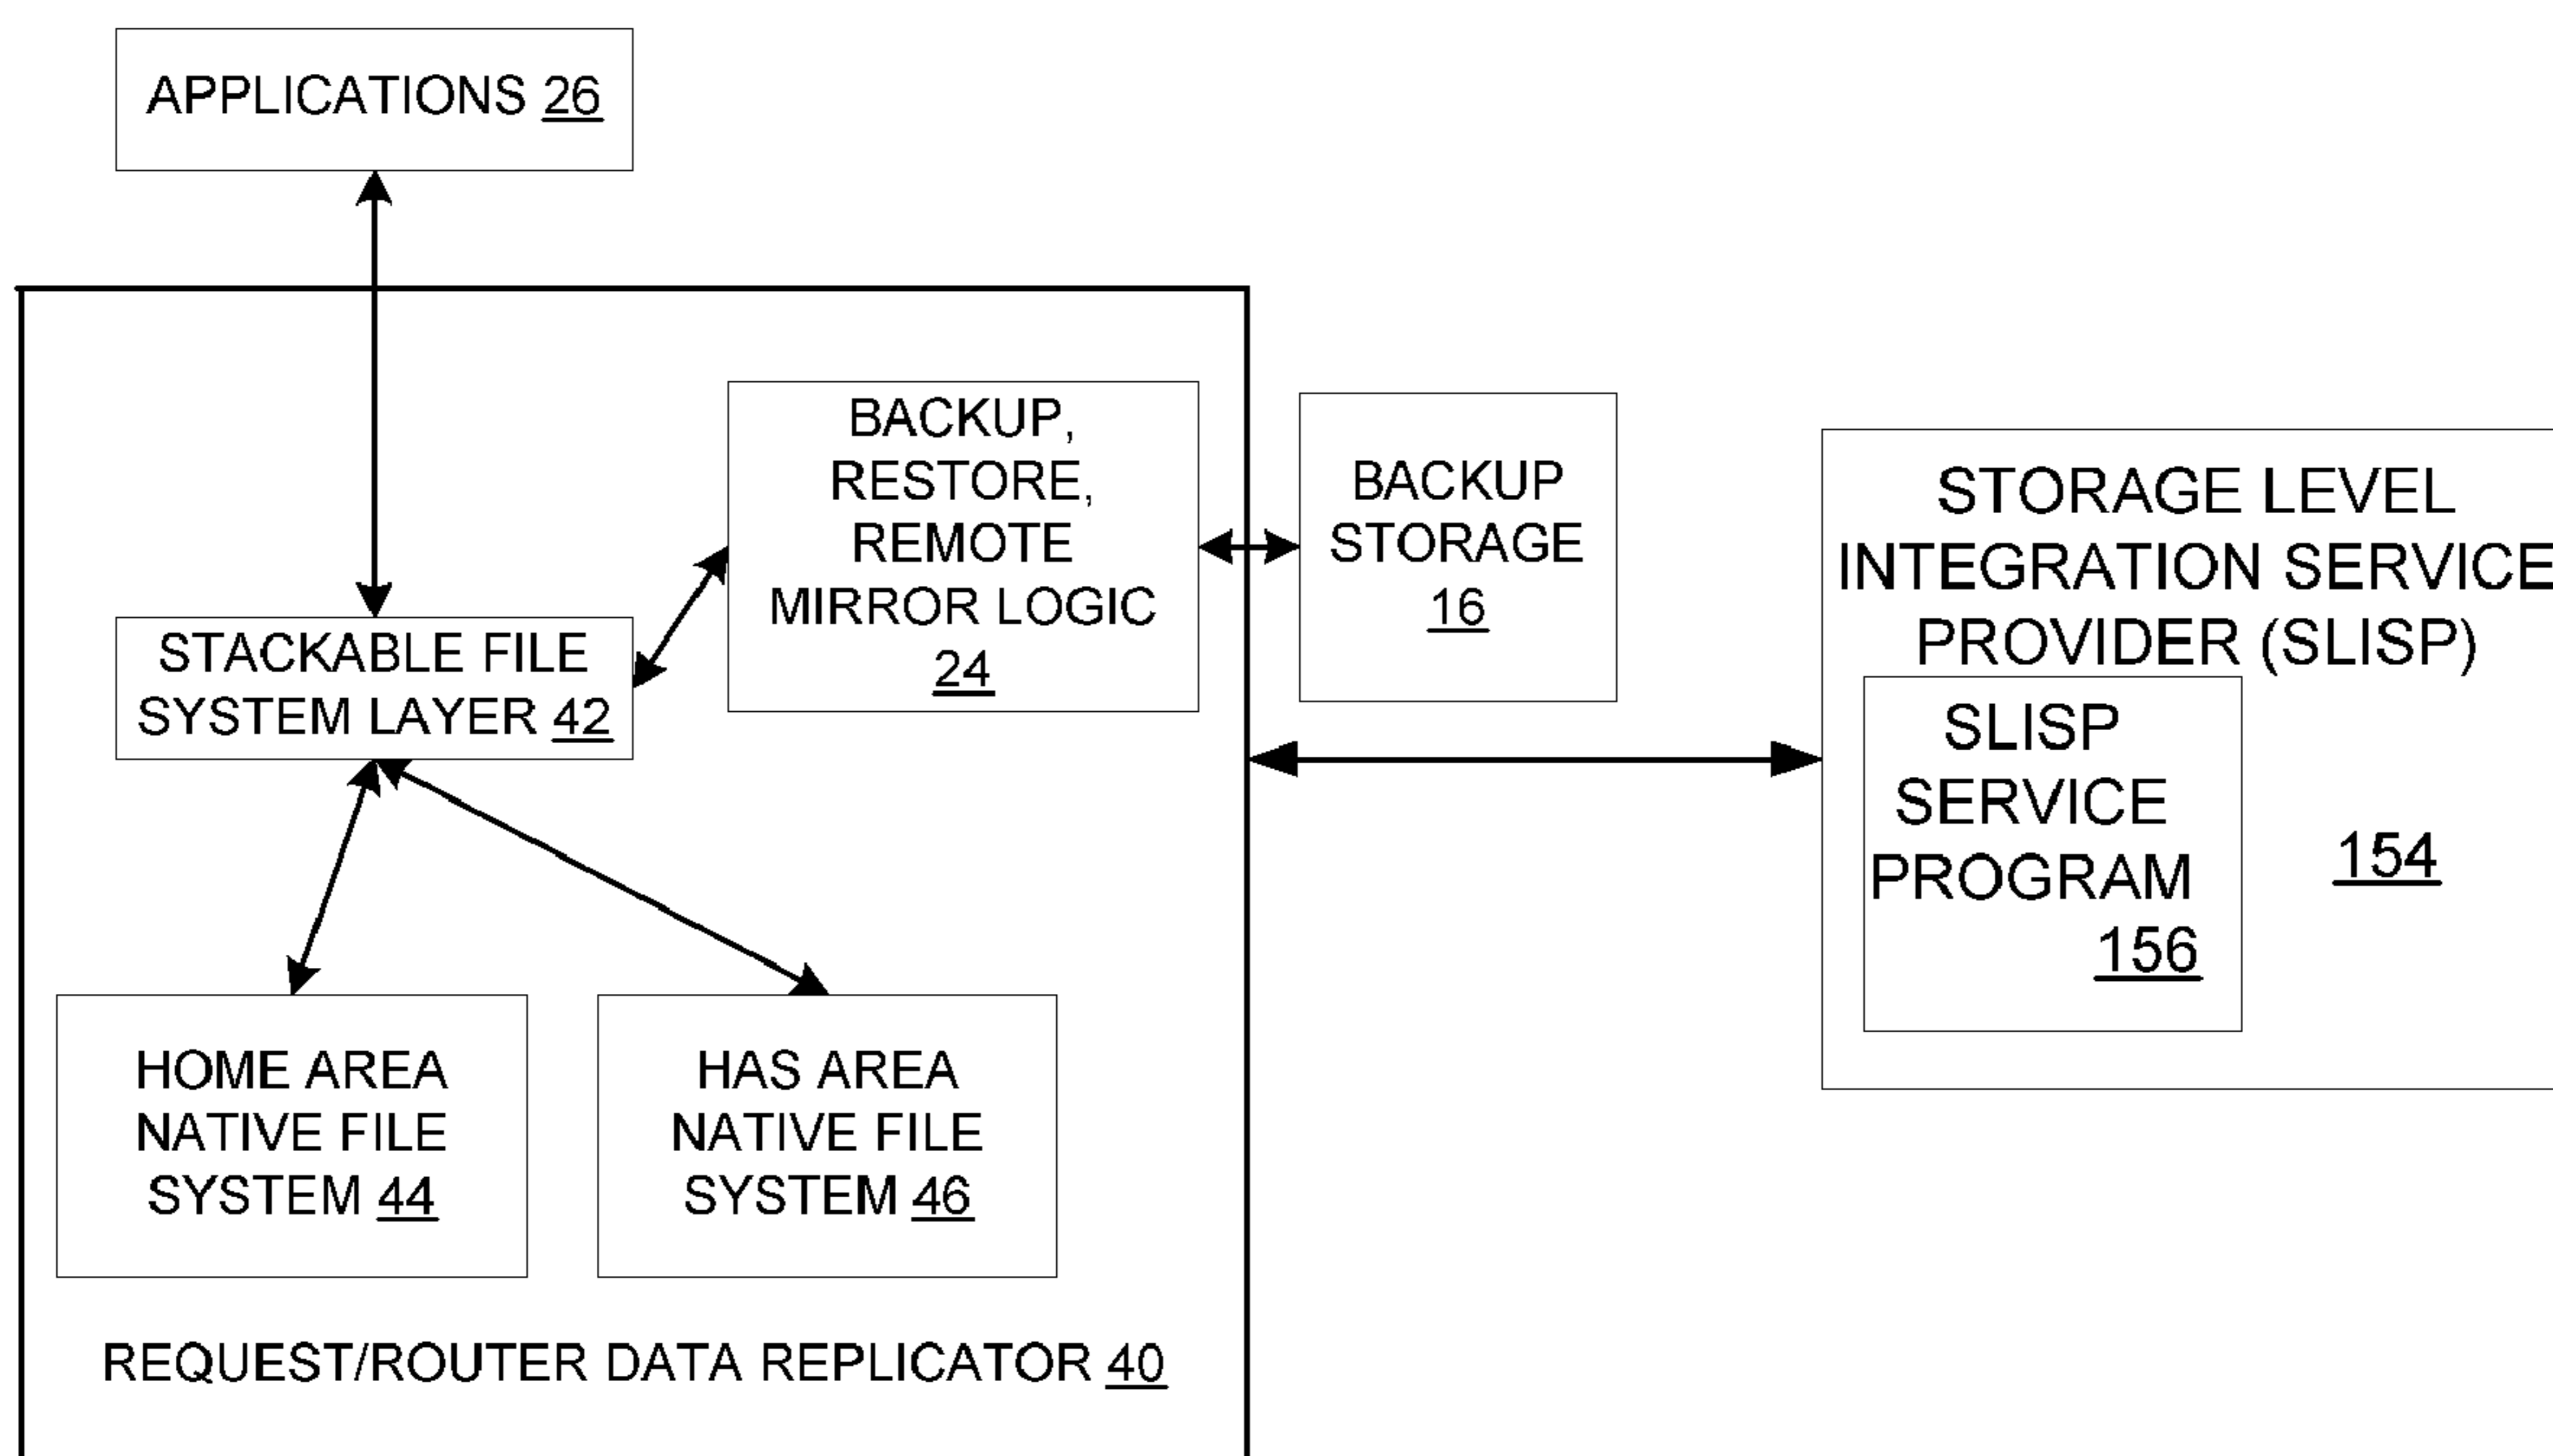 APPLICATIONS 26
BACKUP,
RESTORE,
REMOTE
MIRROR LOGIC
24
BACKUP
STORAGE
16
STORAGE LEVEL
INTEGRATION SERVICE
PROVIDER (SLISP)
SLISP
SERVICE
PROGRAM
156
154
STACKABLE FILE
SYSTEM LAYER 42
HOME AREA
NATIVE FILE
SYSTEM 44
HAS AREA
NATIVE FILE
SYSTEM 46
REQUEST/ROUTER DATA REPLICATOR 40